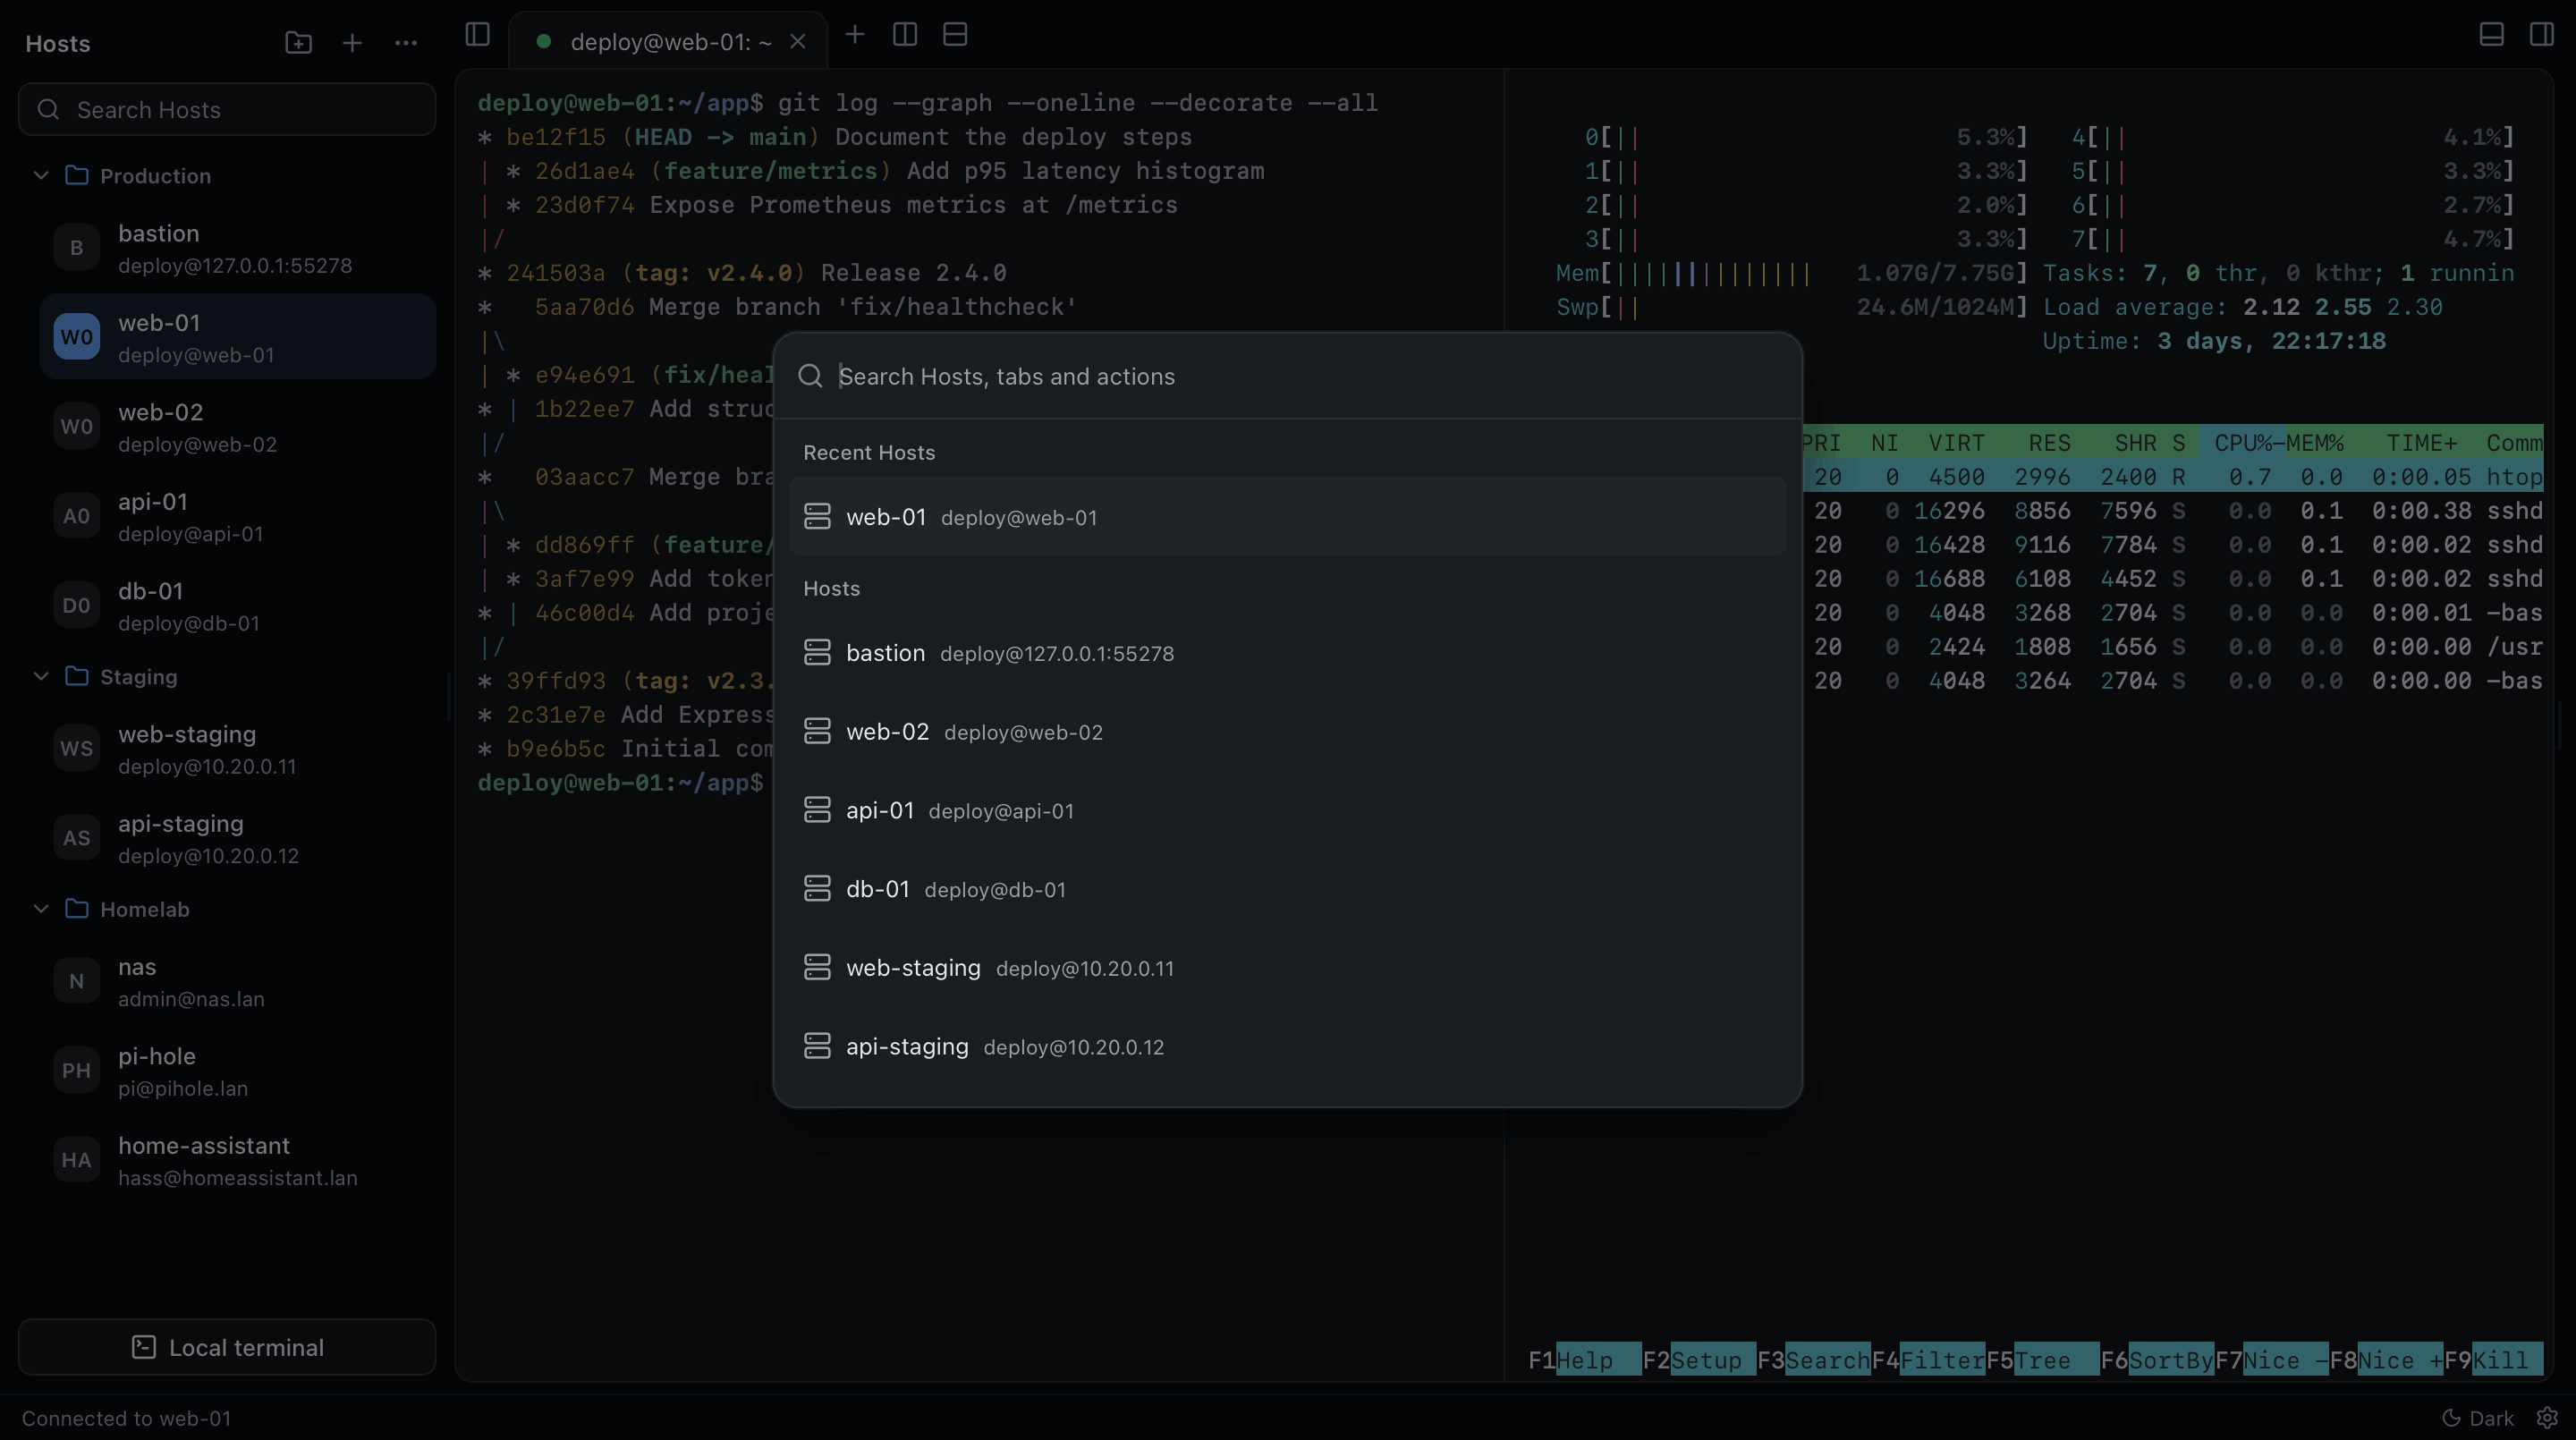 Hosts
Search Hosts
Production
B
bastion
deploy@127.0.0.1:55278
W0
web-01
deploy@web-01
W0
web-02
deploy@web-02
A0
api-01
deploy@api-01
D0
db-01
deploy@db-01
Staging
WS
web-staging
deploy@10.20.0.11
AS
api-staging
deploy@10.20.0.12
Homelab
N
nas
admin@nas.lan
PH
pi-hole
pi@pihole.lan
HA
home-assistant
hass@homeassistant.lan
Local terminal
Connected to web-01
deploy@web-01: ~
deploy@web-01:~/app$ git log --graph --oneline --decorate --all
* be12f15 (HEAD -> main) Document the deploy steps
| * 26d1ae4 (feature/metrics) Add p95 latency histogram
| * 23d0f74 Expose Prometheus metrics at /metrics
|/
* 241503a (tag: v2.4.0) Release 2.4.0
*   5aa70d6 Merge branch 'fix/healthcheck'
|\
| * e94e691 (fix/heal
* | 1b22ee7 Add struc
|/
*   03aacc7 Merge bra
|\
| * dd869ff (feature/
| * 3af7e99 Add token
* | 46c00d4 Add proje
|/
* 39ffd93 (tag: v2.3.
* 2c31e7e Add Express
* b9e6b5c Initial com
deploy@web-01:~/app$
Search Hosts, tabs and actions
Recent Hosts
web-01 deploy@web-01
Hosts
bastion deploy@127.0.0.1:55278
web-02 deploy@web-02
api-01 deploy@api-01
db-01 deploy@db-01
web-staging deploy@10.20.0.11
api-staging deploy@10.20.0.12
0[|| 5.3%] 4[|| 4.1%]
1[|| 3.3%] 5[|| 3.3%]
2[|| 2.0%] 6[|| 2.7%]
3[|| 3.3%] 7[|| 4.7%]
Mem[|||||||||||||| 1.07G/7.75G] Tasks: 7, 0 thr, 0 kthr; 1 runnin
Swp[|| 24.6M/1024M] Load average: 2.12 2.55 2.30
Uptime: 3 days, 22:17:18
PRI NI VIRT RES SHR S CPU%-MEM% TIME+ Comm
20 0 4500 2996 2400 R 0.7 0.0 0:00.05 htop
20 0 16296 8856 7596 S 0.0 0.1 0:00.38 sshd
20 0 16428 9116 7784 S 0.0 0.1 0:00.02 sshd
20 0 16688 6108 4452 S 0.0 0.1 0:00.02 sshd
20 0 4048 3268 2704 S 0.0 0.0 0:00.01 -bas
20 0 2424 1808 1656 S 0.0 0.0 0:00.00 /usr
20 0 4048 3264 2704 S 0.0 0.0 0:00.00 -bas
F1Help F2Setup F3SearchF4FilterF5Tree F6SortByF7Nice -F8Nice +F9Kill
Dark